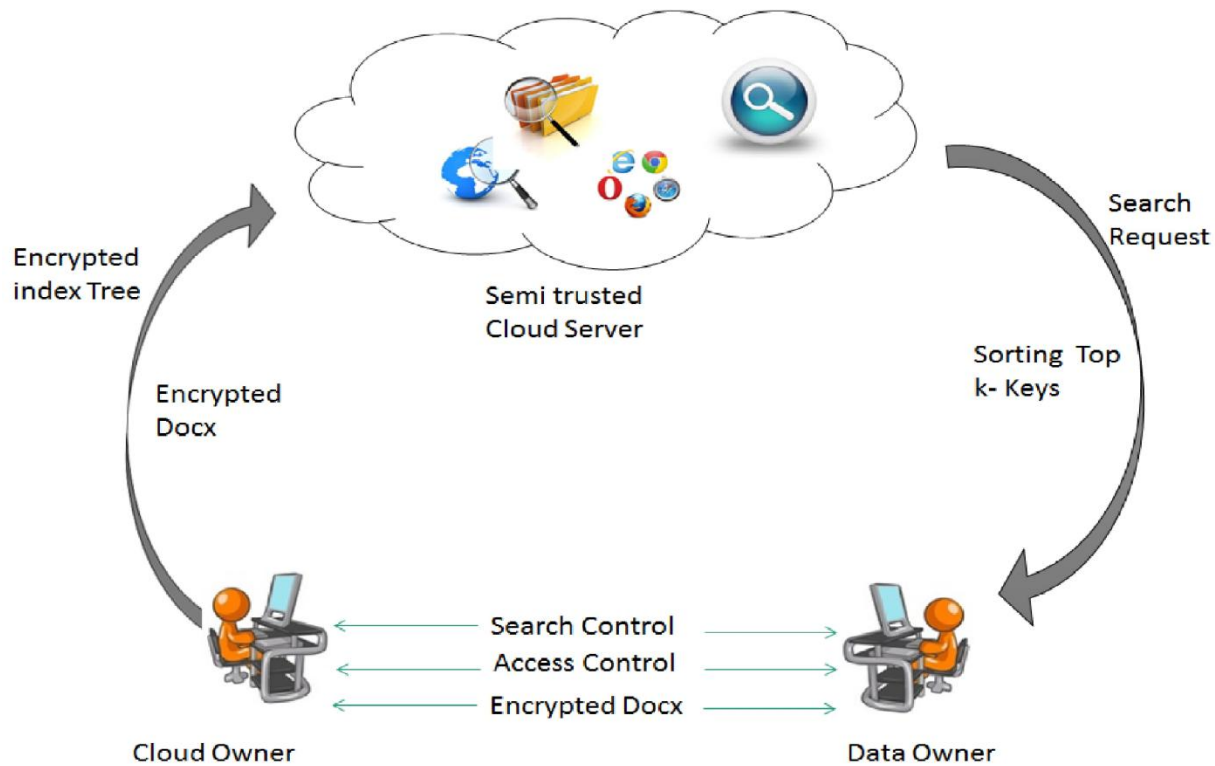 Search
Request
Encrypted
index Tree
Semi trusted
Cloud Server
Sorting Top
k- Keys
Encrypted
Docx
Search Control
Access Control
Encrypted Docx
Cloud Owner
Data Owner